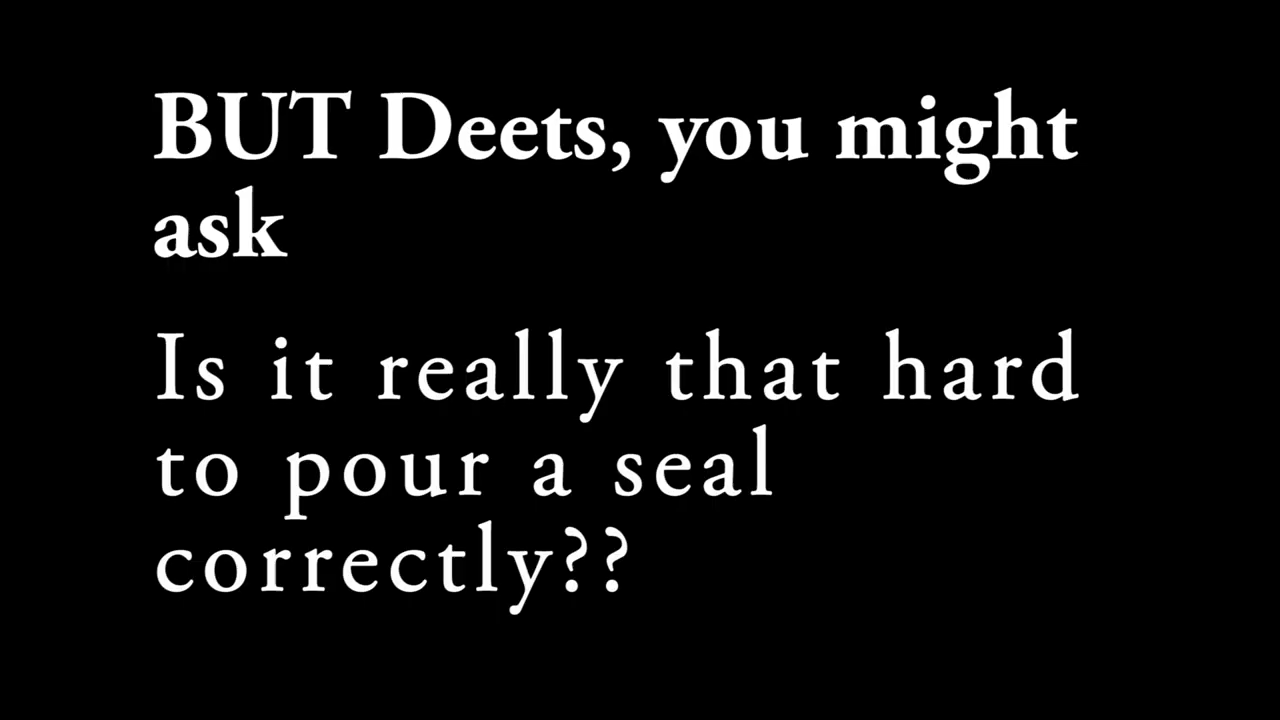 BUT Deets, you might
ask
Is it really that hard
to pour a seal
correctly??